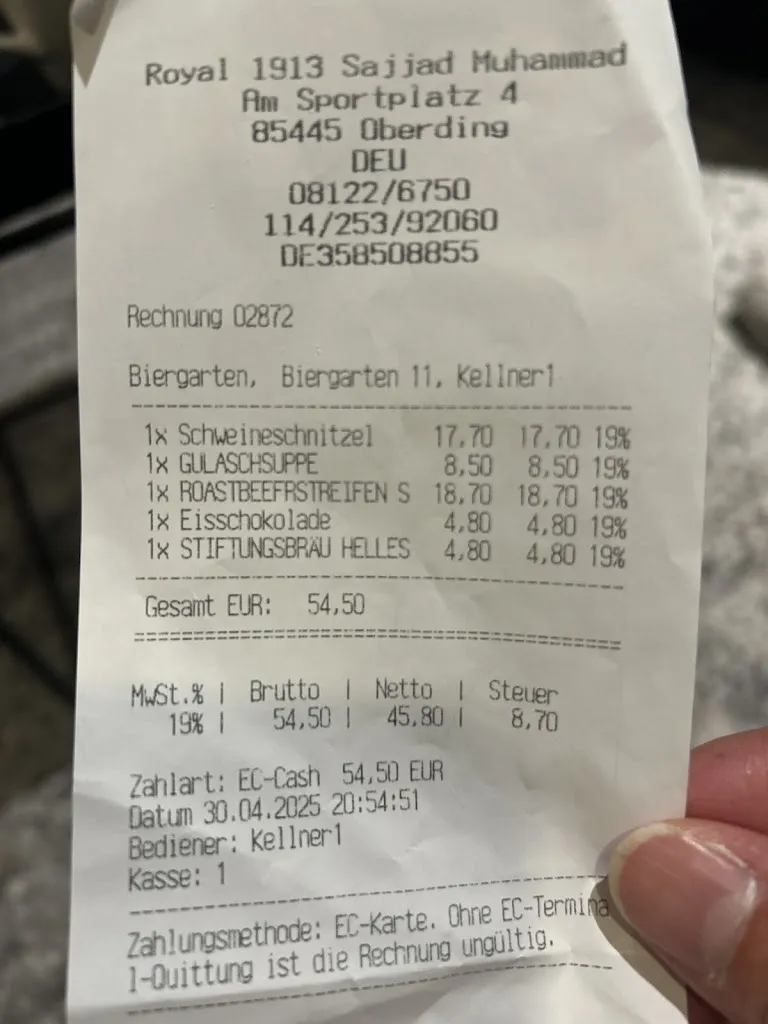 Royal 1913 Sajjad Muhammad
Am Sportplatz 4
85445 Oberding
DEU
08122/6750
114/253/92060
DE358508855
Rechnung 02872
Biergarten, Biergarten 11, Kellner1
1x Schweineschnitzel 17,70 17,70 19%
1x GULASCHSUPPE 8,50 8,50 19%
1x ROASTBEEFRSTREIFEN S 18,70 18,70 19%
1x Eisschokolade 4,80 4,80 19%
1x STIFTUNGSBRÄU HELLES 4,80 4,80 19%
Gesamt EUR: 54,50
MwSt.% | Brutto | Netto | Steuer
19% | 54,50 | 45,80 | 8,70
Zahlart: EC-Cash 54,50 EUR
Datum 30.04.2025 20:54:51
Bediener: Kellner1
Kasse: 1
Zahlungsmethode: EC-Karte. Ohne EC-Termina
l-Quittung ist die Rechnung ungültig.